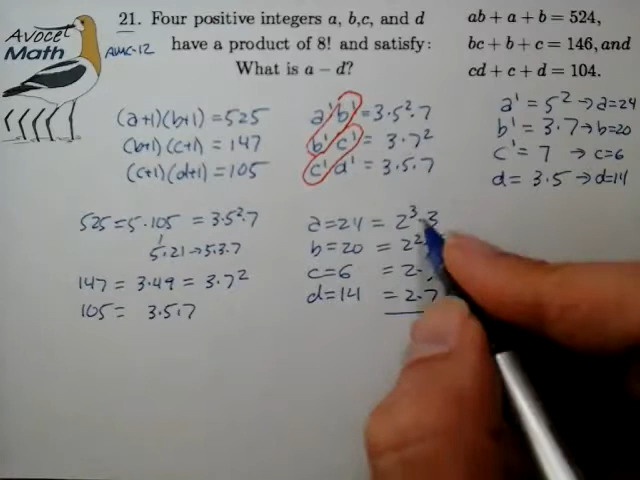 Avocet
Math
AMC-12
21. Four positive integers a, b,c, and d
have a product of 8! and satisfy:
What is a − d?
ab + a + b = 524,
bc + b + c = 146, and
cd + c + d = 104.
(a+1)(b+1) = 525
(b+1)(c+1) = 147
(c+1)(d+1) = 105
a'b' = 3·5²·7
b'c' = 3·7²
c'd' = 3·5·7
a' = 5² → a=24
b' = 3·7 → b=20
c' = 7 → c=6
d = 3.5 → d=14
525 = 5·105 = 3·5²·7
5·21→5·3·7
147 = 3·49 = 3·7²
105 = 3·5·7
a=24 = 2³·3
b=20 = 2²
c=6 = 2·
d=14 = 2·7